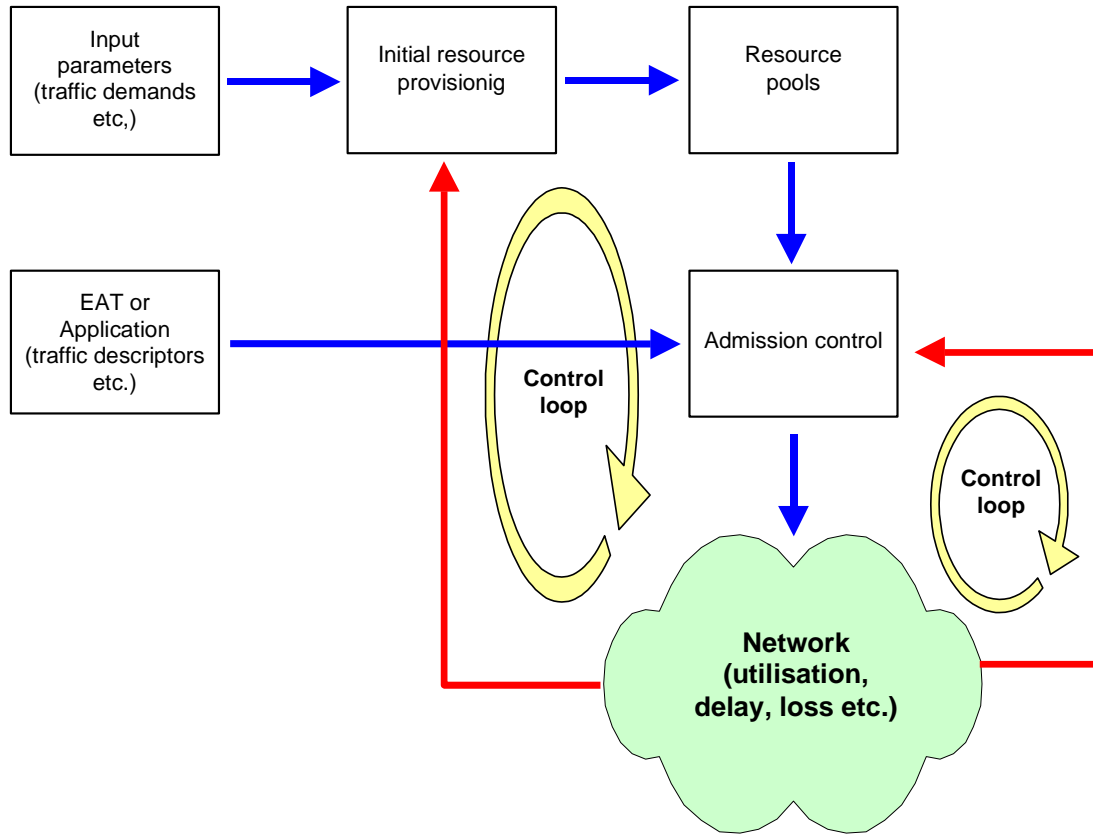 Input
parameters
(traffic demands
etc,)
Initial resource
provisionig
Resource
pools
EAT or
Application
(traffic descriptors
etc.)
Admission control
Control
loop
Control
loop
Network
(utilisation,
delay, loss etc.)